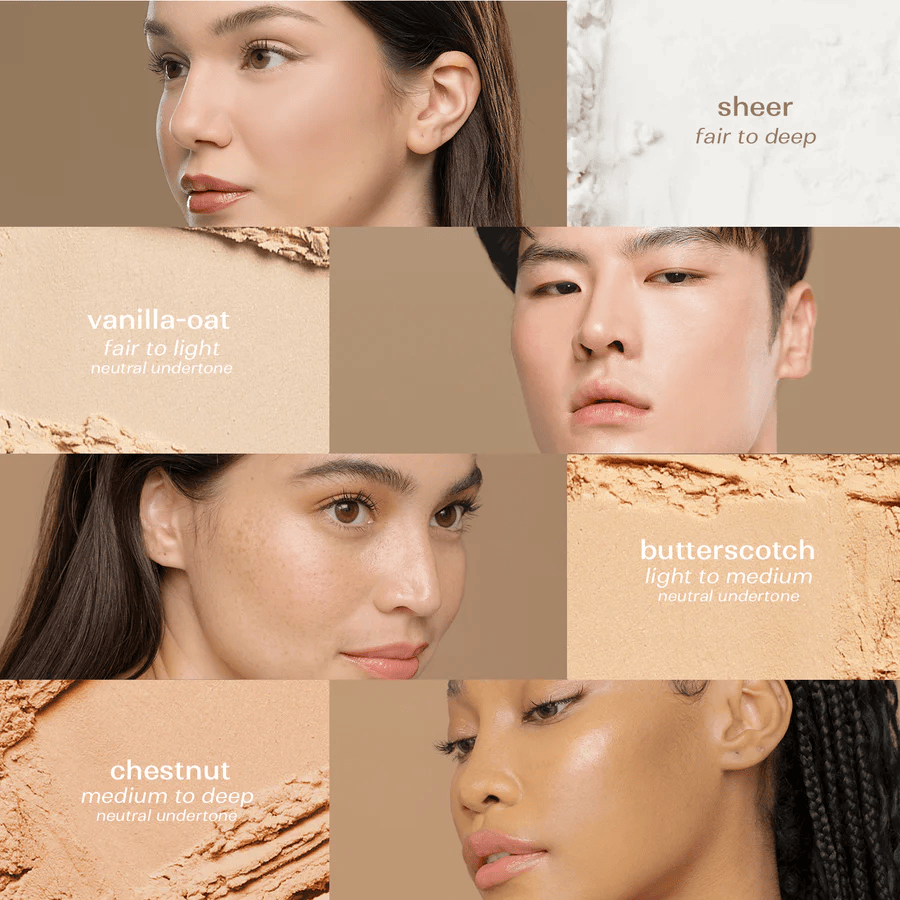 sheer
fair to deep
vanilla-oat
fair to light
neutral undertone
butterscotch
light to medium
neutral undertone
chestnut
medium to deep
neutral undertone